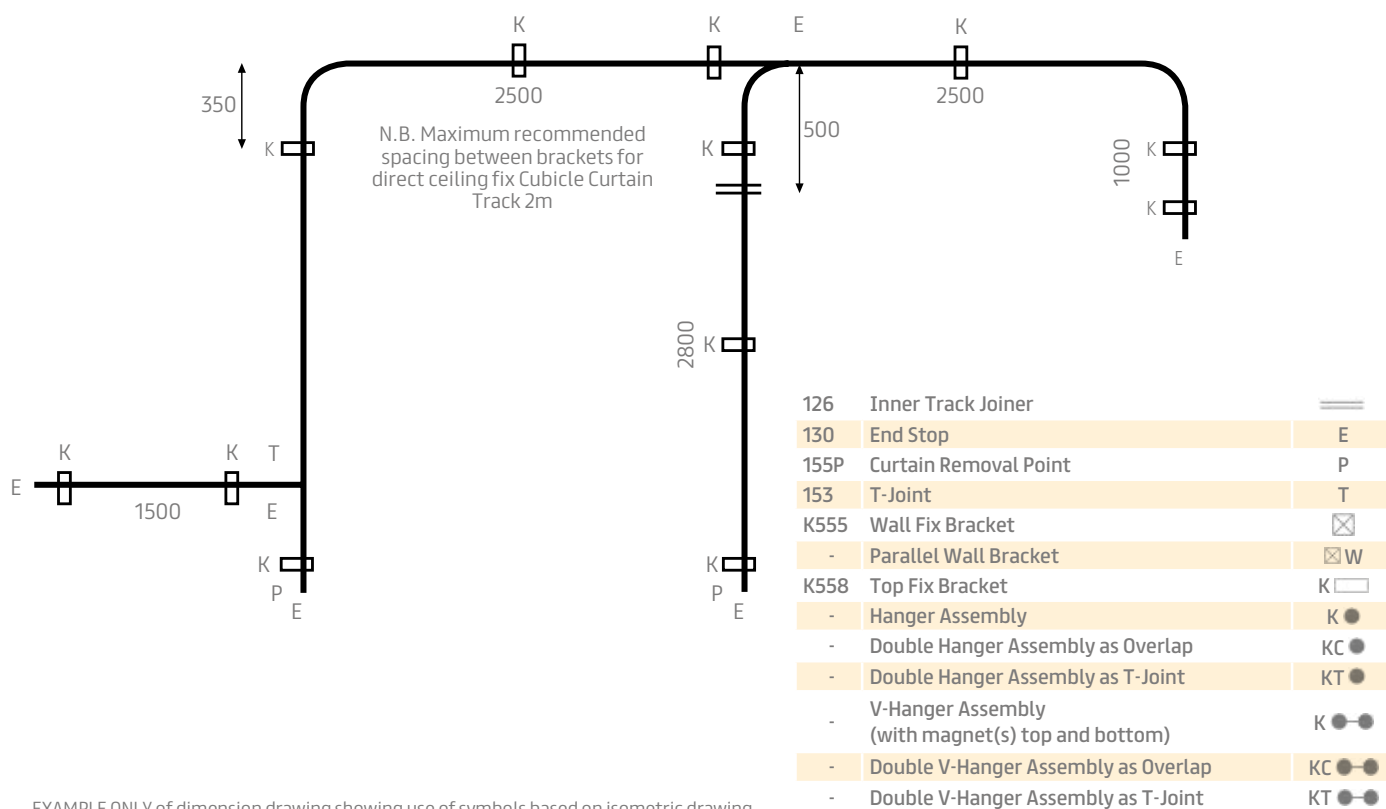 K K E K
350
2500
2500
N.B. Maximum recommended
spacing between brackets for
direct ceiling fix Cubicle Curtain
Track 2m
500
K
K
1000
K
K
E
2800
K
K K T
E
1500
E
K
P
E
K
P
E
126 Inner Track Joiner
130 End Stop E
155P Curtain Removal Point P
153 T-Joint T
K555 Wall Fix Bracket
- Parallel Wall Bracket W
K558 Top Fix Bracket K
- Hanger Assembly K
- Double Hanger Assembly as Overlap KC
- Double Hanger Assembly as T-Joint KT
- V-Hanger Assembly
(with magnet(s) top and bottom) K
- Double V-Hanger Assembly as Overlap KC
- Double V-Hanger Assembly as T-Joint KT
EXAMPLE ONLY of dimension drawing showing use of symbols based on isometric drawing